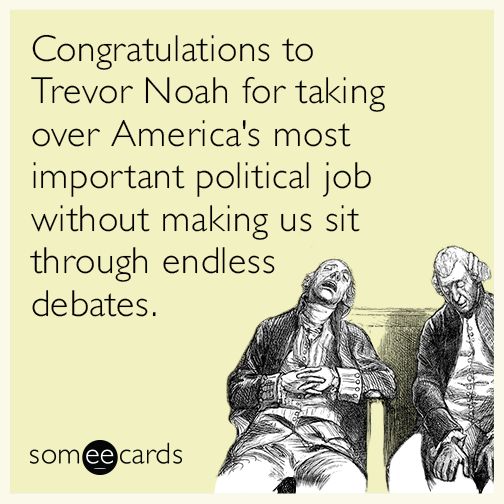 Congratulations to
Trevor Noah for taking
over America's most
important political job
without making us sit
through endless
debates.
someecards